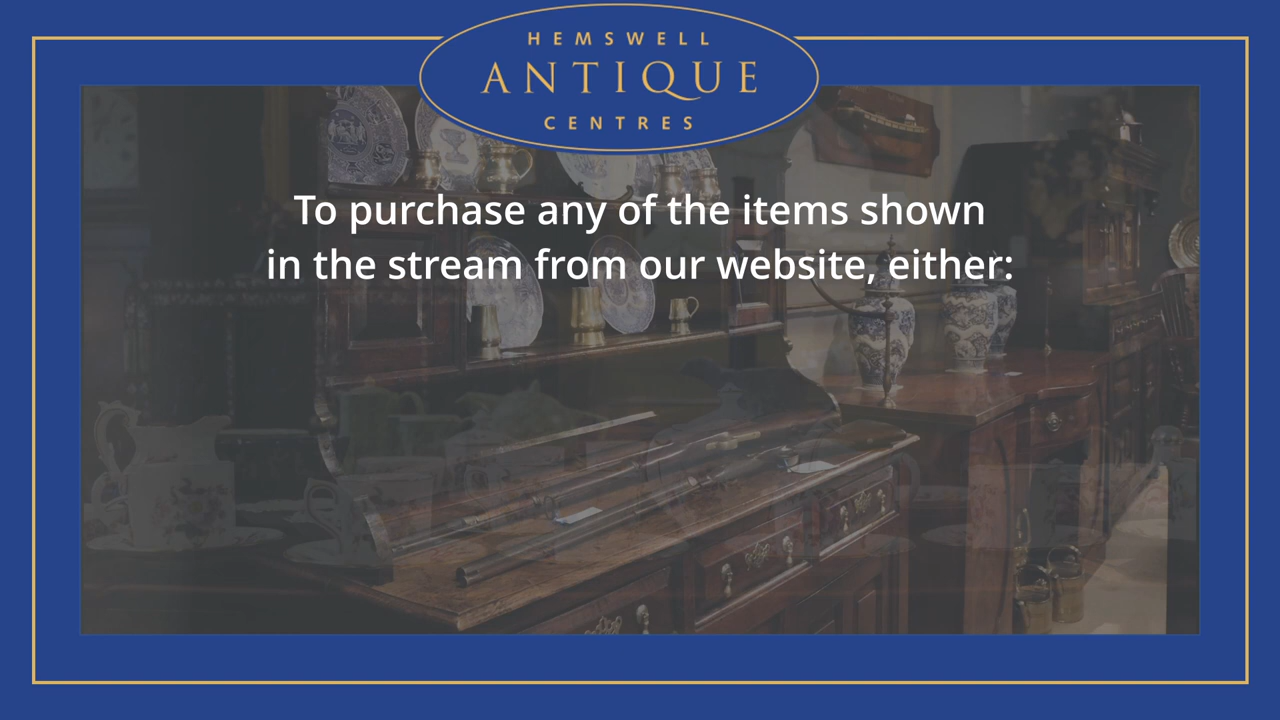 HEMSWELL
ANTIQUE
CENTRES
To purchase any of the items shown
in the stream from our website, either: